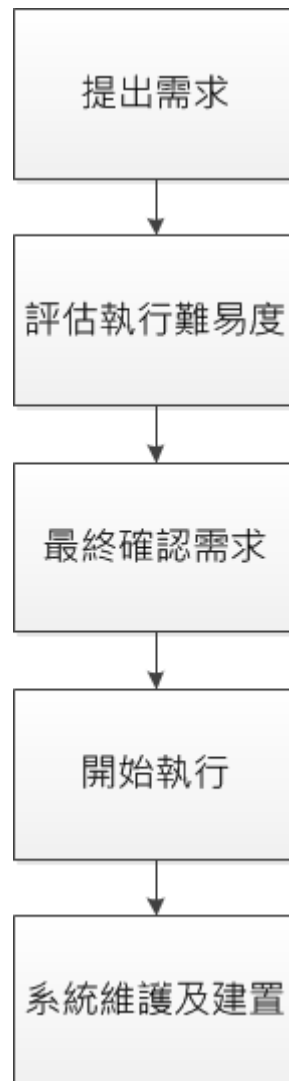 提出需求
評估執行難易度
最終確認需求
開始執行
系統維護及建置